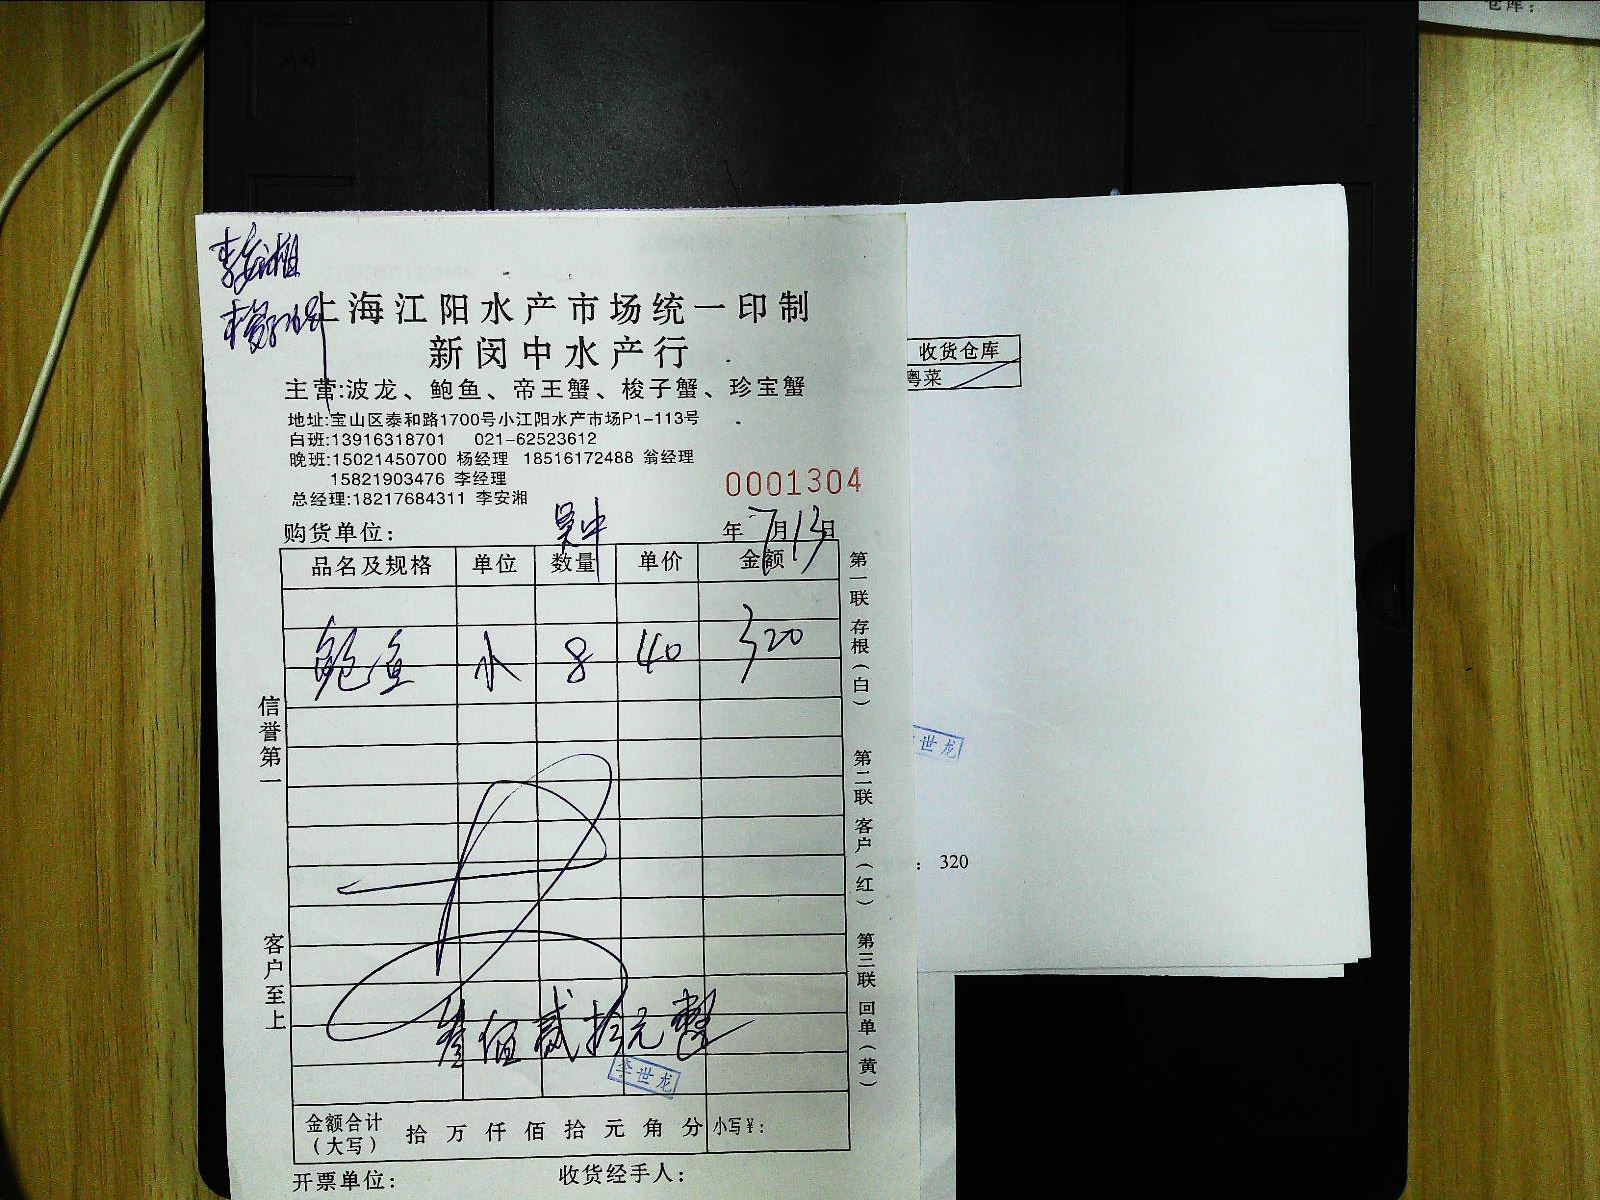 仓库：
李安湘
上海江阳水产市场统一印制
新闵中水产行
主营:波龙、鲍鱼、帝王蟹、梭子蟹、珍宝蟹
地址:宝山区泰和路1700号小江阳水产市场P1-113号
白班:13916318701 021-62523612
晚班:15021450700 杨经理 18516172488 翁经理
15821903476 李经理
总经理:18217684311 李安湘
0001304
购货单位: 吴中 年7月13日
品名及规格 单位 数量 单价 金额
鲍鱼 小 8 40 320
叁佰贰拾元整
李世龙
金额合计（大写） 拾 万 仟 佰 拾 元 角 分 小写¥:
开票单位: 收货经手人:
信誉第一
客户至上
第一联 存根（白）
第二联 客户（红）
第三联 回单（黄）
收货仓库
粤菜
世龙
: 320